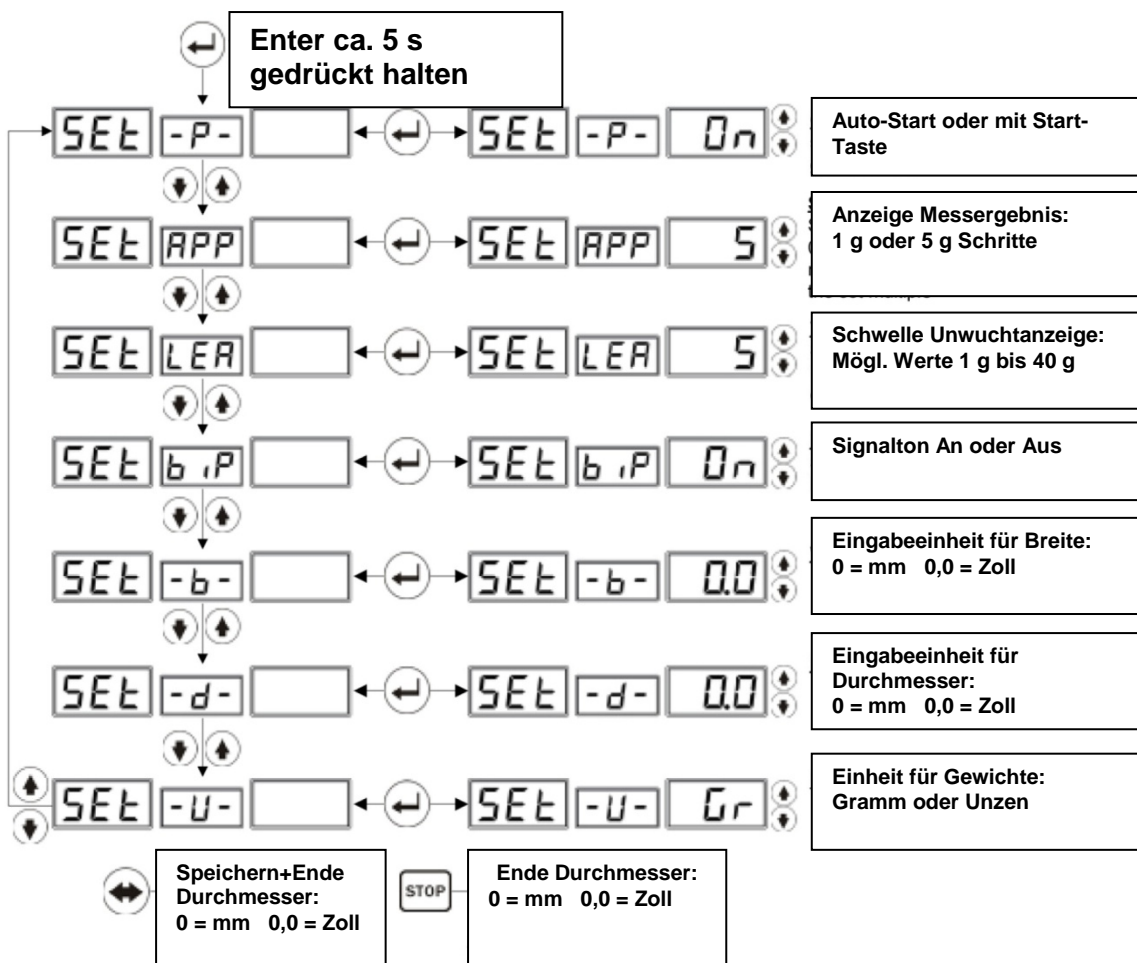 Enter ca. 5 s
gedrückt halten
SEt -P- SEt -P- On
Auto-Start oder mit Start-
Taste
SEt APP SEt APP 5
Anzeige Messergebnis:
1 g oder 5 g Schritte
SEt LEA SEt LEA 5
Schwelle Unwuchtanzeige:
Mögl. Werte 1 g bis 40 g
SEt biP SEt biP On
Signalton An oder Aus
SEt -b- SEt -b- 0.0
Eingabeeinheit für Breite:
0 = mm 0,0 = Zoll
SEt -d- SEt -d- 0.0
Eingabeeinheit für
Durchmesser:
0 = mm 0,0 = Zoll
SEt -U- SEt -U- Gr
Einheit für Gewichte:
Gramm oder Unzen
Speichern+Ende
Durchmesser:
0 = mm 0,0 = Zoll
STOP
Ende Durchmesser:
0 = mm 0,0 = Zoll